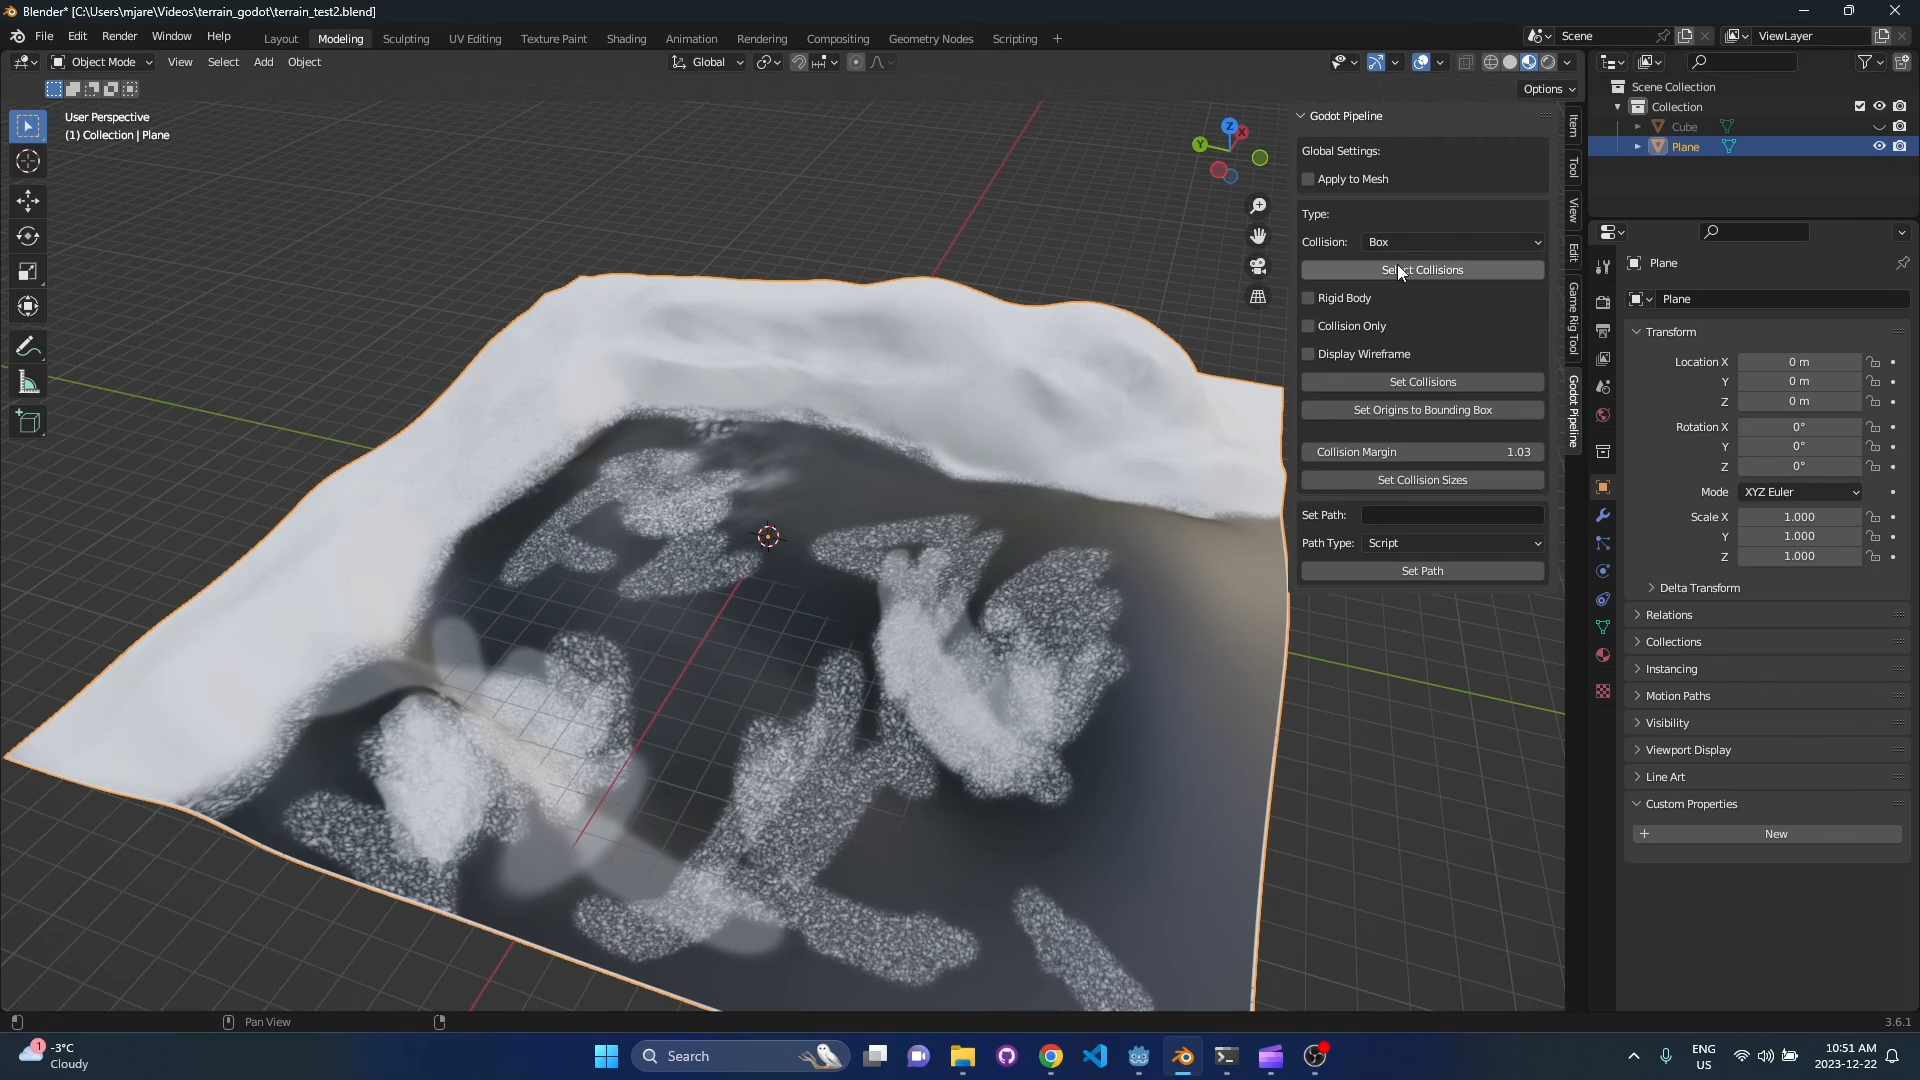 Blender* [C:\Users\mjare\Videos\terrain_godot\terrain_test2.blend]
File Edit Render Window Help
Layout Modeling Sculpting UV Editing Texture Paint Shading Animation Rendering Compositing Geometry Nodes Scripting +
Scene
ViewLayer
Object Mode View Select Add Object
Global
Options
User Perspective
(1) Collection | Plane
Z
X
Y
Godot Pipeline
Global Settings:
Apply to Mesh
Type:
Collision: Box
Select Collisions
Rigid Body
Collision Only
Display Wireframe
Set Collisions
Set Origins to Bounding Box
Collision Margin 1.03
Set Collision Sizes
Set Path:
Path Type: Script
Set Path
Item
Tool
View
Edit
Game Rig Tool
Godot Pipeline
Scene Collection
Collection
Cube
Plane
Plane
Plane
Transform
Location X 0 m
Y 0 m
Z 0 m
Rotation X 0°
Y 0°
Z 0°
Mode XYZ Euler
Scale X 1.000
Y 1.000
Z 1.000
Delta Transform
Relations
Collections
Instancing
Motion Paths
Visibility
Viewport Display
Line Art
Custom Properties
+ New
Pan View
3.6.1
1
-3°C
Cloudy
Search
ENG
US
10:51 AM
2023-12-22